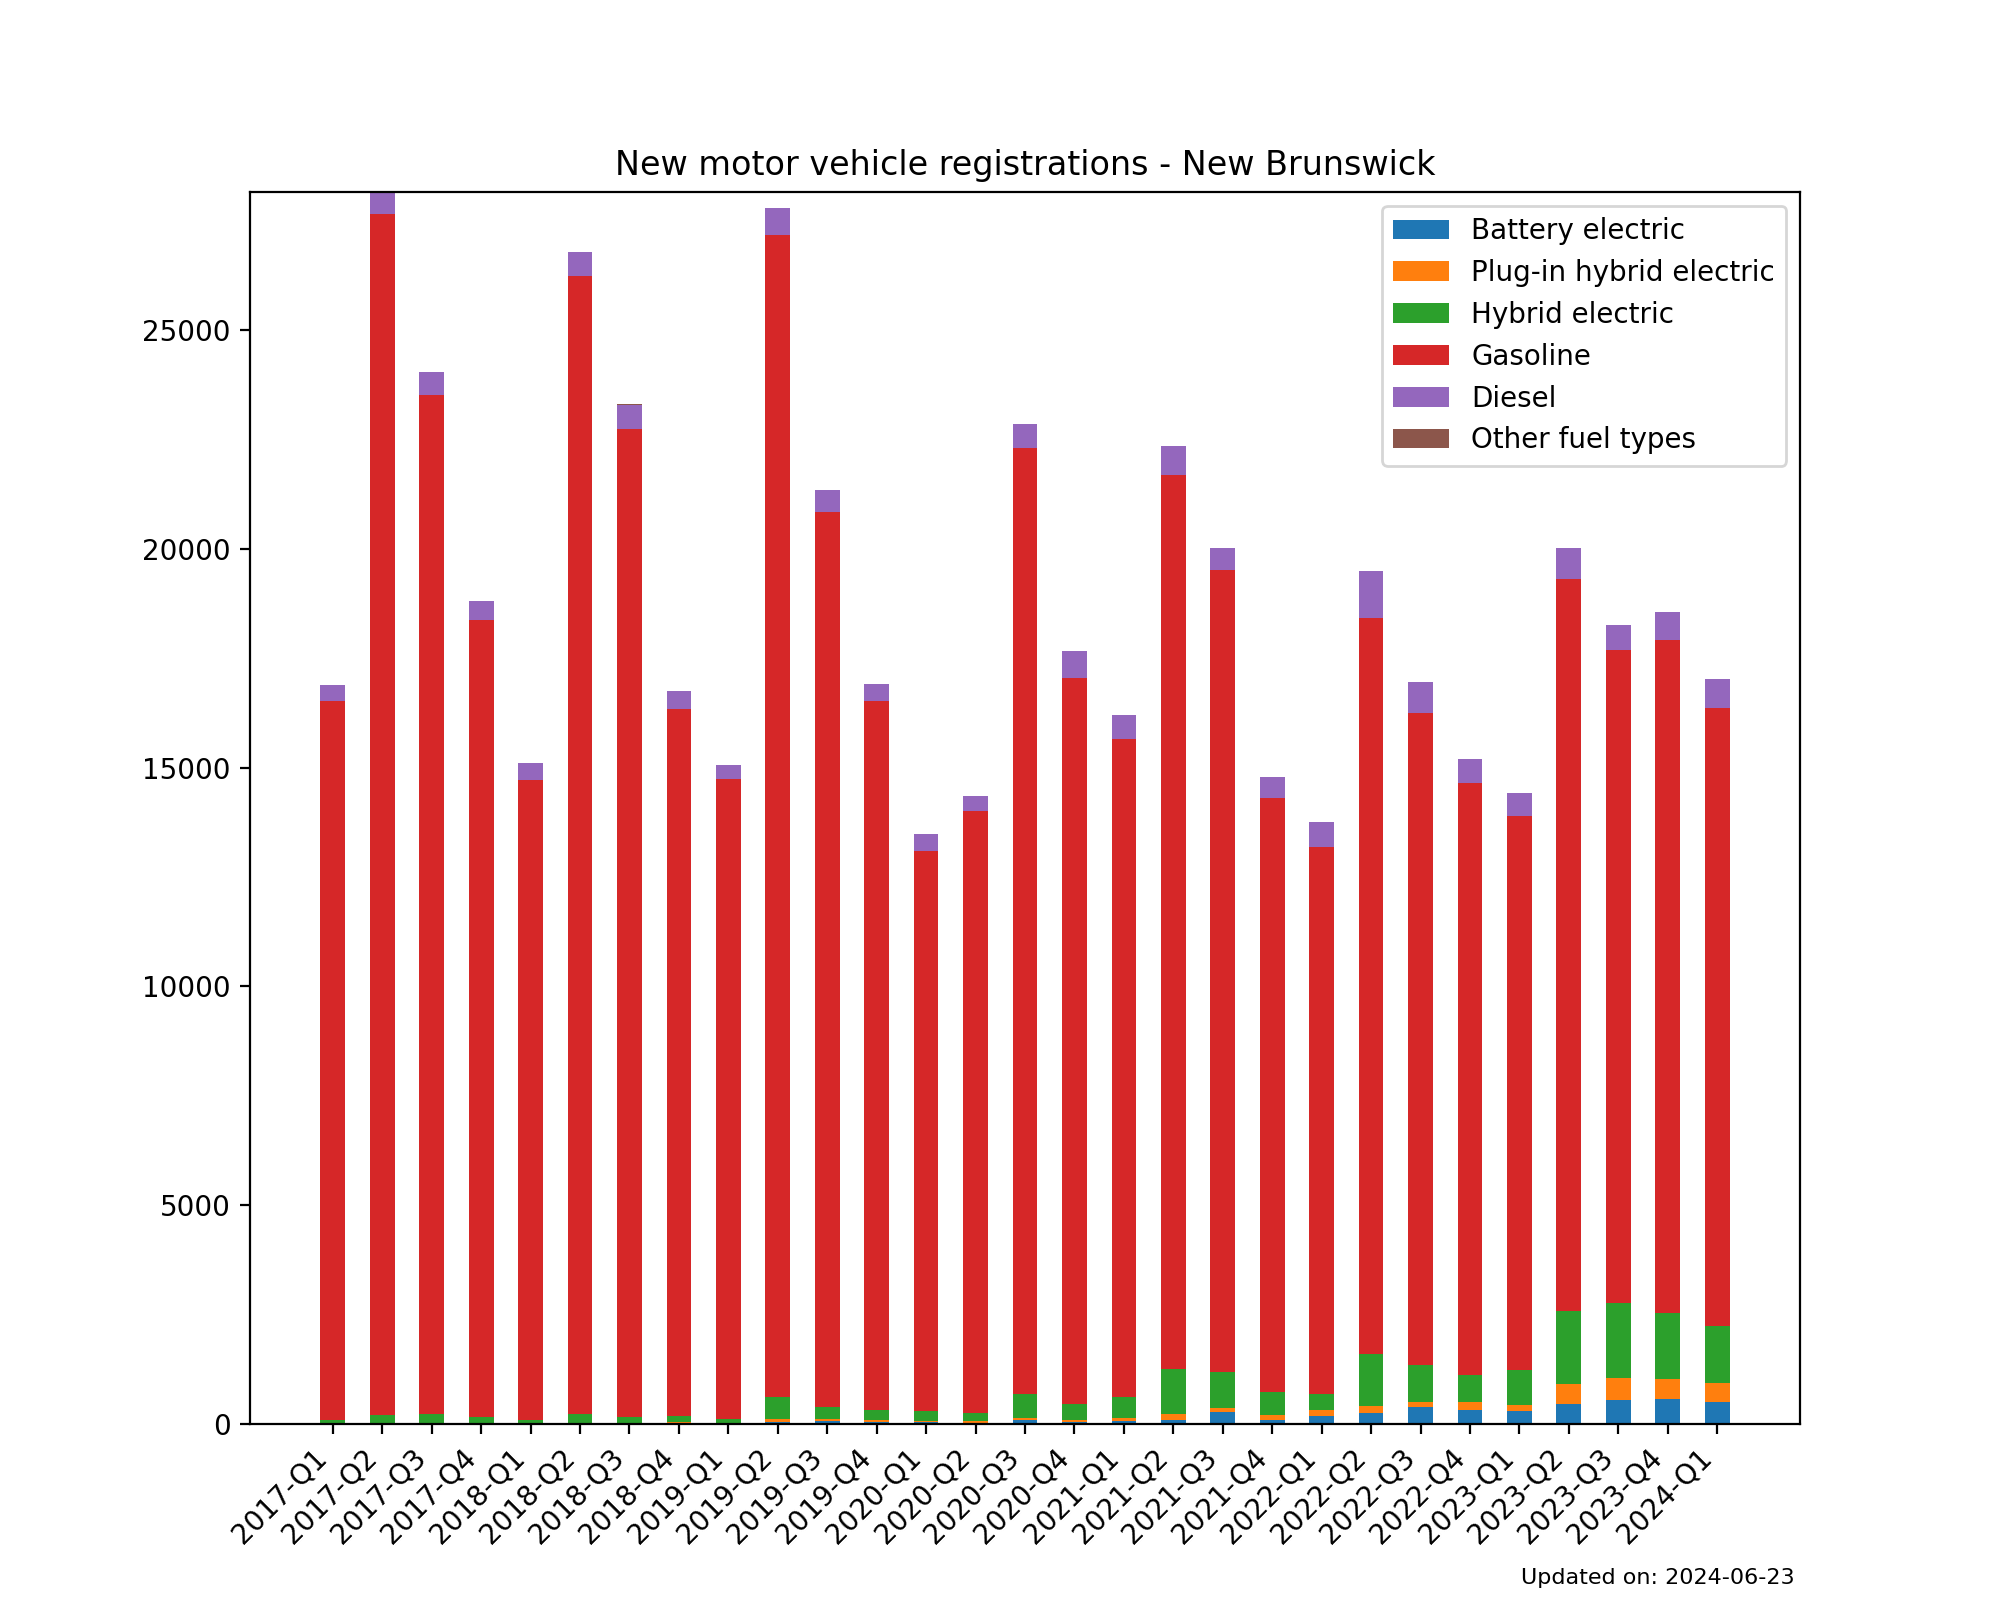 New motor vehicle registrations - New Brunswick
Battery electric
Plug-in hybrid electric
Hybrid electric
Gasoline
Diesel
Other fuel types
25000
20000
15000
10000
5000
0
2017-Q1
2017-Q2
2017-Q3
2017-Q4
2018-Q1
2018-Q2
2018-Q3
2018-Q4
2019-Q1
2019-Q2
2019-Q3
2019-Q4
2020-Q1
2020-Q2
2020-Q3
2020-Q4
2021-Q1
2021-Q2
2021-Q3
2021-Q4
2022-Q1
2022-Q2
2022-Q3
2022-Q4
2023-Q1
2023-Q2
2023-Q3
2023-Q4
2024-Q1
Updated on: 2024-06-23